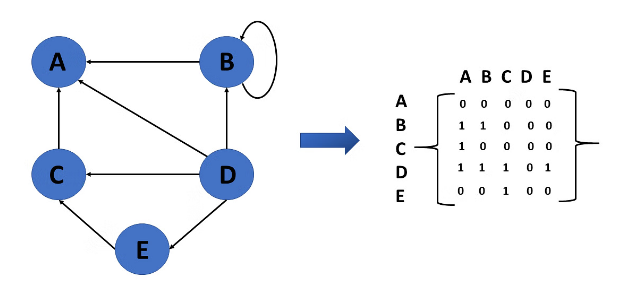 A
B
C
D
E
A B C D E
A 0 0 0 0 0
B 1 1 0 0 0
C 1 0 0 0 0
D 1 1 1 0 1
E 0 0 1 0 0